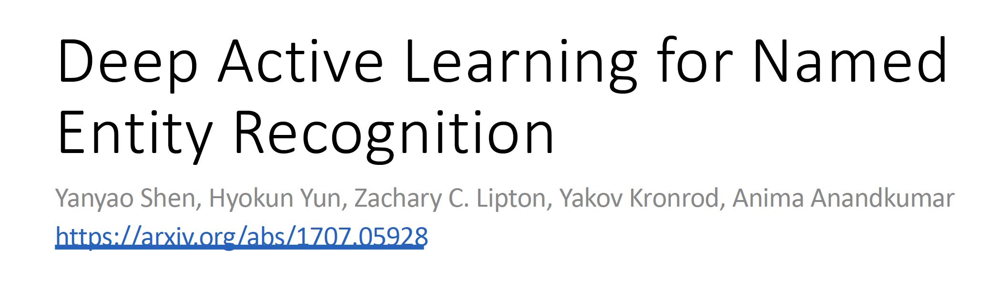 Deep Active Learning for Named
Entity Recognition
Yanyao Shen, Hyokun Yun, Zachary C. Lipton, Yakov Kronrod, Anima Anandkumar
https://arxiv.org/abs/1707.05928